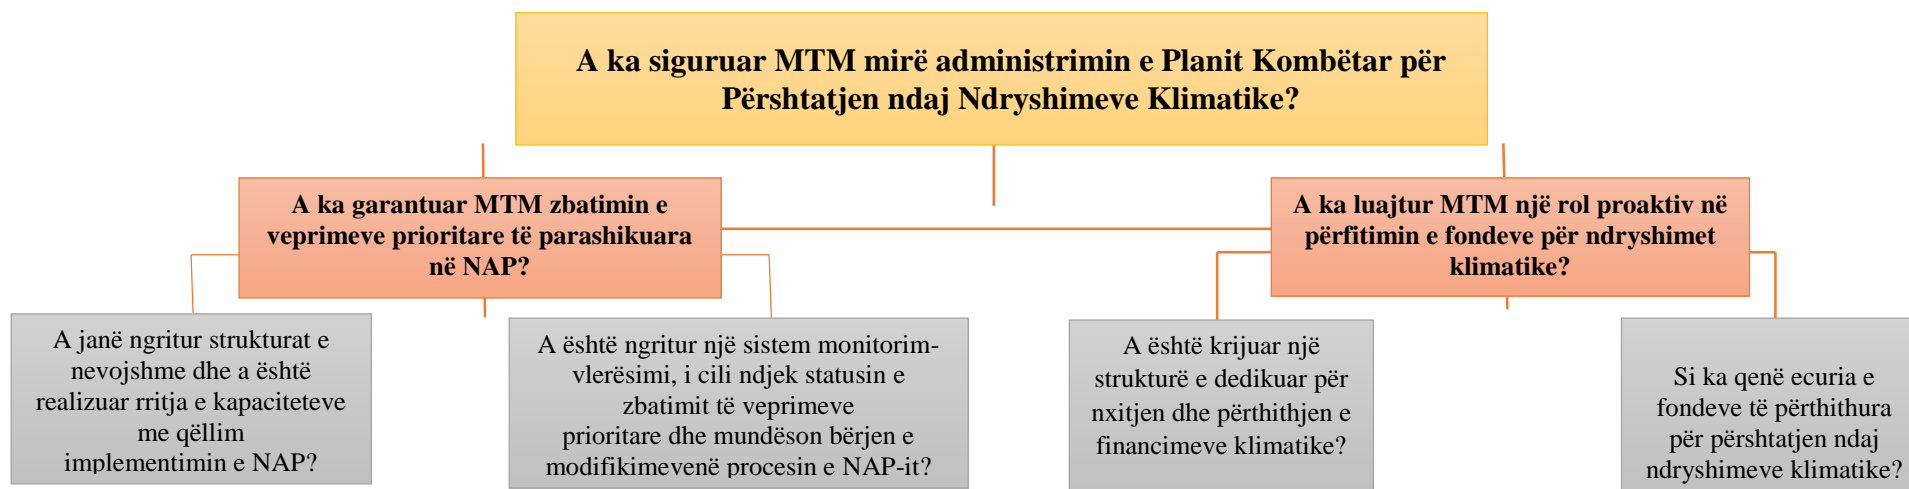 A ka siguruar MTM mirë administrimin e Planit Kombëtar për
Përshtatjen ndaj Ndryshimeve Klimatike?
A ka garantuar MTM zbatimin e
veprimeve prioritare të parashikuara
në NAP?
A ka luajtur MTM një rol proaktiv në
përfitimin e fondeve për ndryshimet
klimatike?
A janë ngritur strukturat e
nevojshme dhe a është
realizuar rritja e kapaciteteve
me qëllim
implementimin e NAP?
A është ngritur një sistem monitorim-
vlerësimi, i cili ndjek statusin e
zbatimit të veprimeve
prioritare dhe mundëson bërjen e
modifikimevenë procesin e NAP-it?
A është krijuar një
strukturë e dedikuar për
nxitjen dhe përthithjen e
financimeve klimatike?
Si ka qenë ecuria e
fondeve të përthithura
për përshtatjen ndaj
ndryshimeve klimatike?